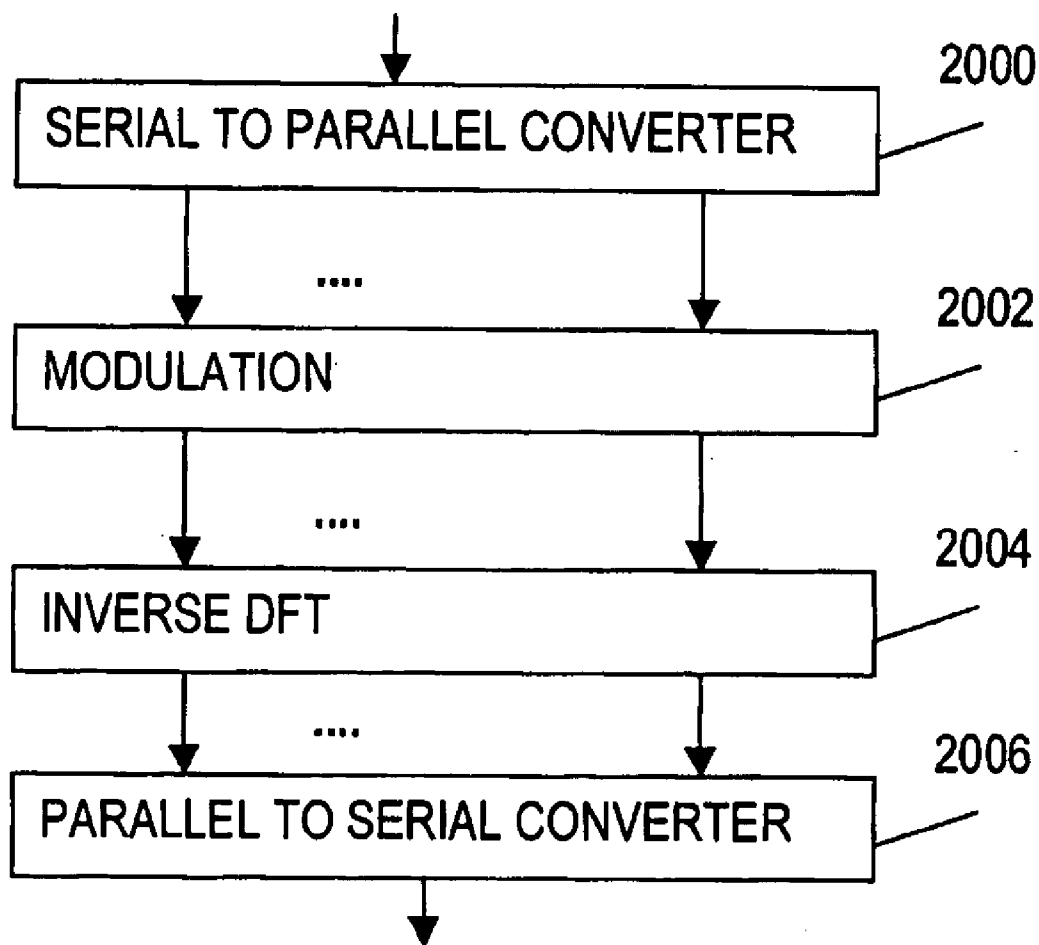 2000
SERIAL TO PARALLEL CONVERTER
....
2002
MODULATION
....
2004
INVERSE DFT
....
2006
PARALLEL TO SERIAL CONVERTER